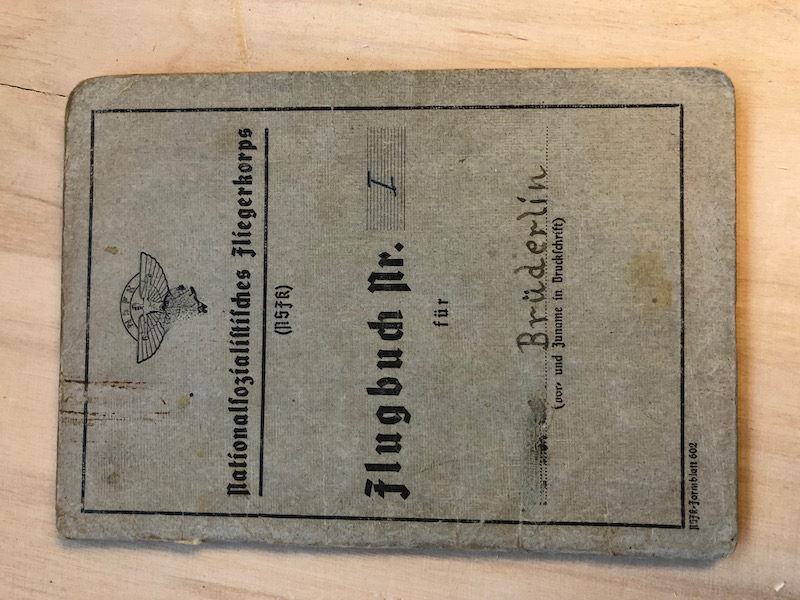 NSFK
Nationalsozialistisches Fliegerkorps
(NSFK)
Flugbuch Nr. I
für
Brüderlin
(Vor- und Zuname in Druckschrift)
NSFK-Formblatt 602